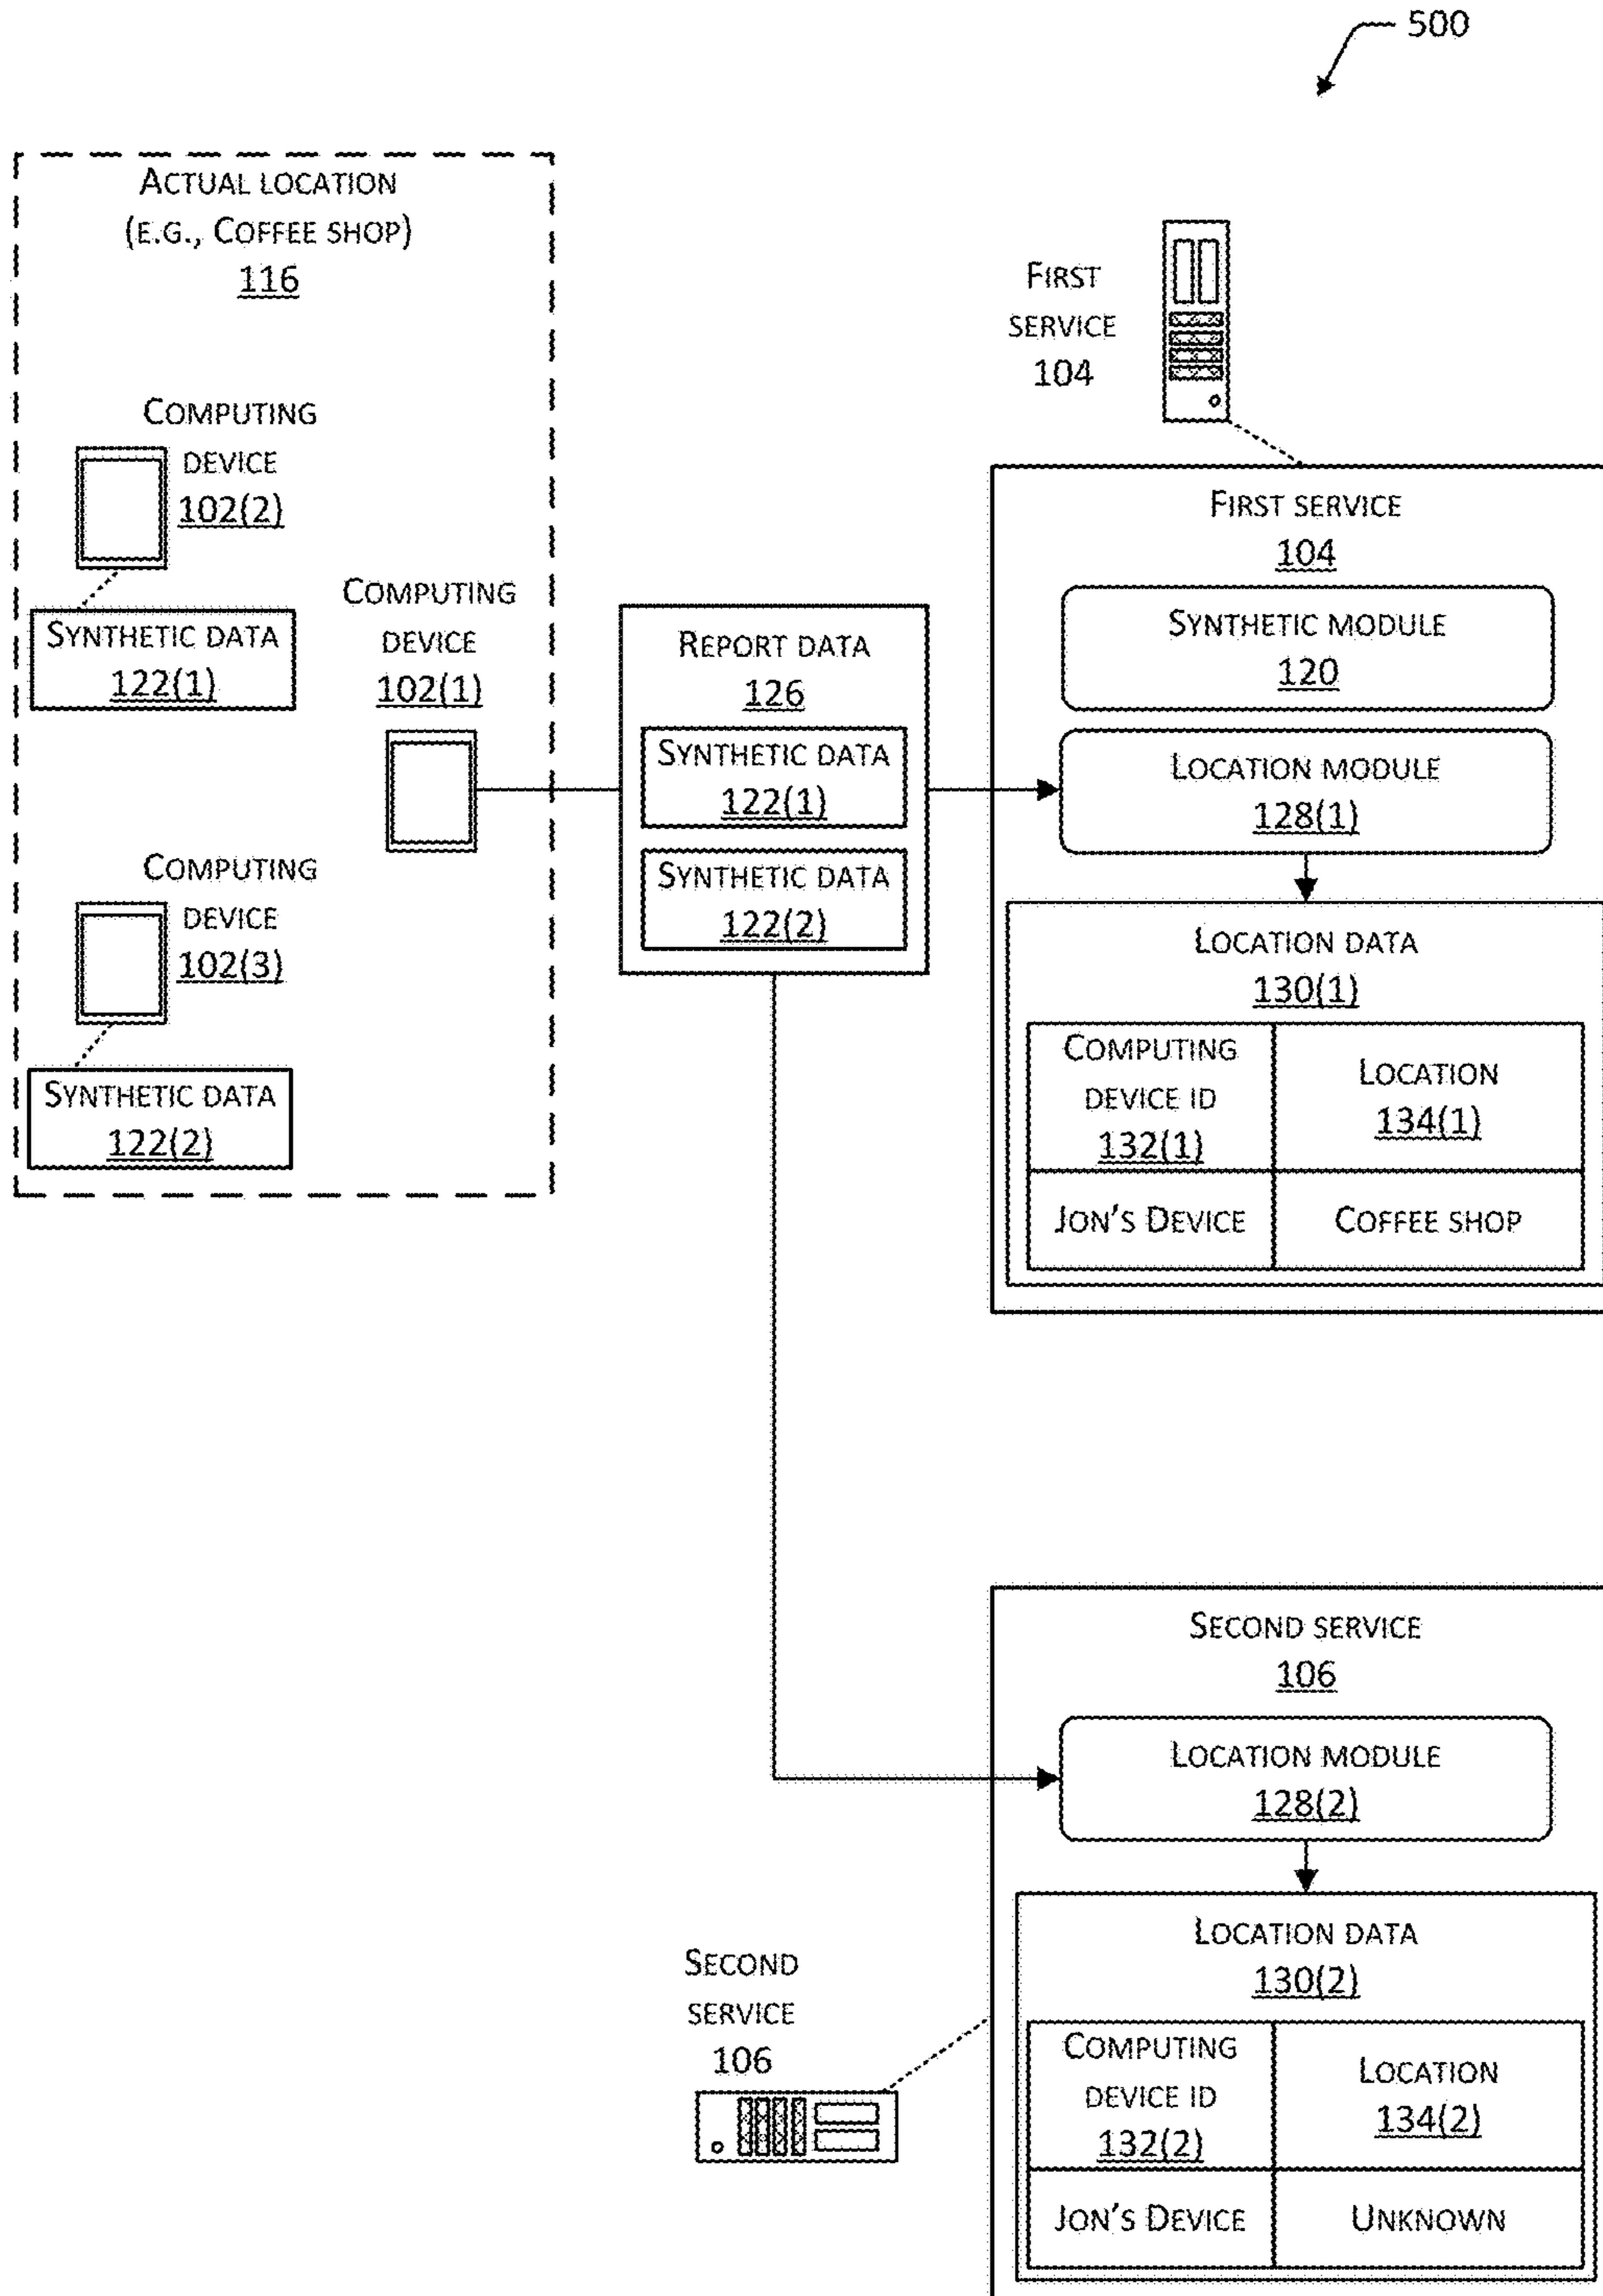 500
ACTUAL LOCATION
(E.G., COFFEE SHOP)
116
COMPUTING
DEVICE
102(2)
SYNTHETIC DATA
122(1)
COMPUTING
DEVICE
102(1)
COMPUTING
DEVICE
102(3)
SYNTHETIC DATA
122(2)
REPORT DATA
126
SYNTHETIC DATA
122(1)
SYNTHETIC DATA
122(2)
FIRST
SERVICE
104
FIRST SERVICE
104
SYNTHETIC MODULE
120
LOCATION MODULE
128(1)
LOCATION DATA
130(1)
COMPUTING
DEVICE ID
132(1)
LOCATION
134(1)
JON'S DEVICE
COFFEE SHOP
SECOND SERVICE
106
LOCATION MODULE
128(2)
SECOND
SERVICE
106
LOCATION DATA
130(2)
COMPUTING
DEVICE ID
132(2)
LOCATION
134(2)
JON'S DEVICE
UNKNOWN